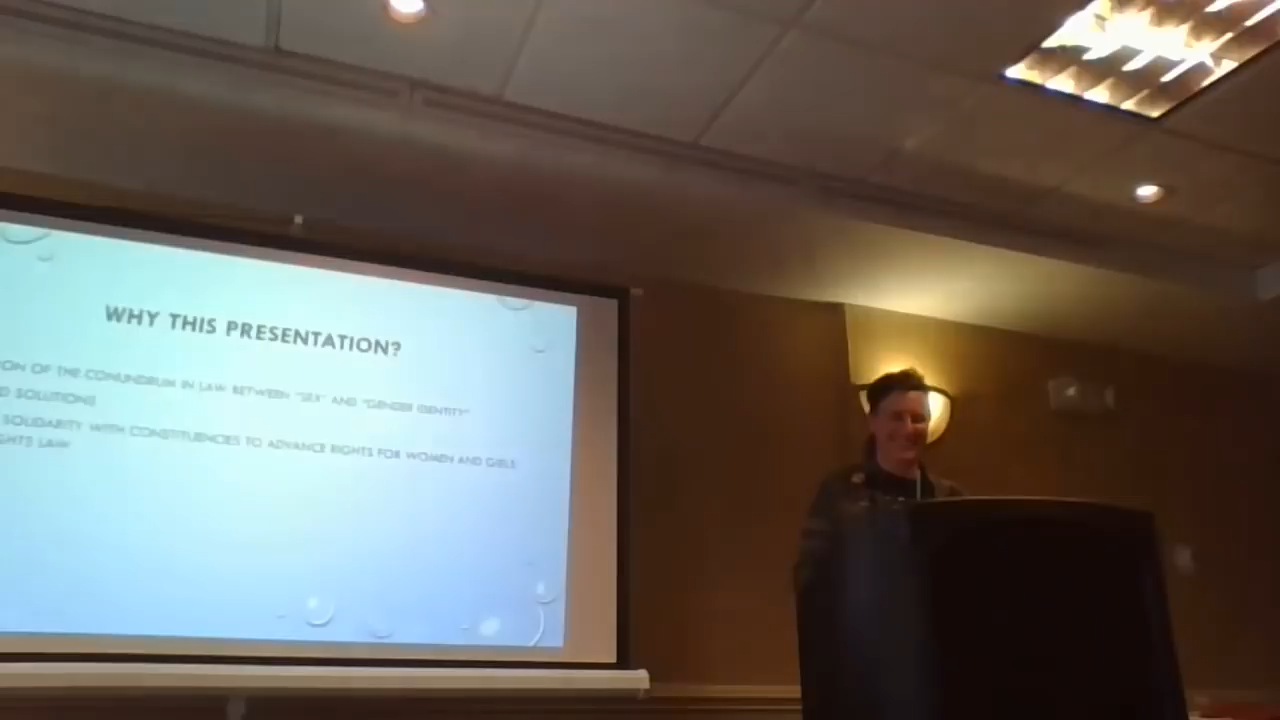 WHY THIS PRESENTATION?
ON OF THE CONUNDRUM IN LAW BETWEEN "SEX" AND "GENDER IDENTITY"
D SOLUTIONS
SOLIDARITY WITH CONSTITUENCIES TO ADVANCE RIGHTS FOR WOMEN AND GIRLS
GHTS LAW